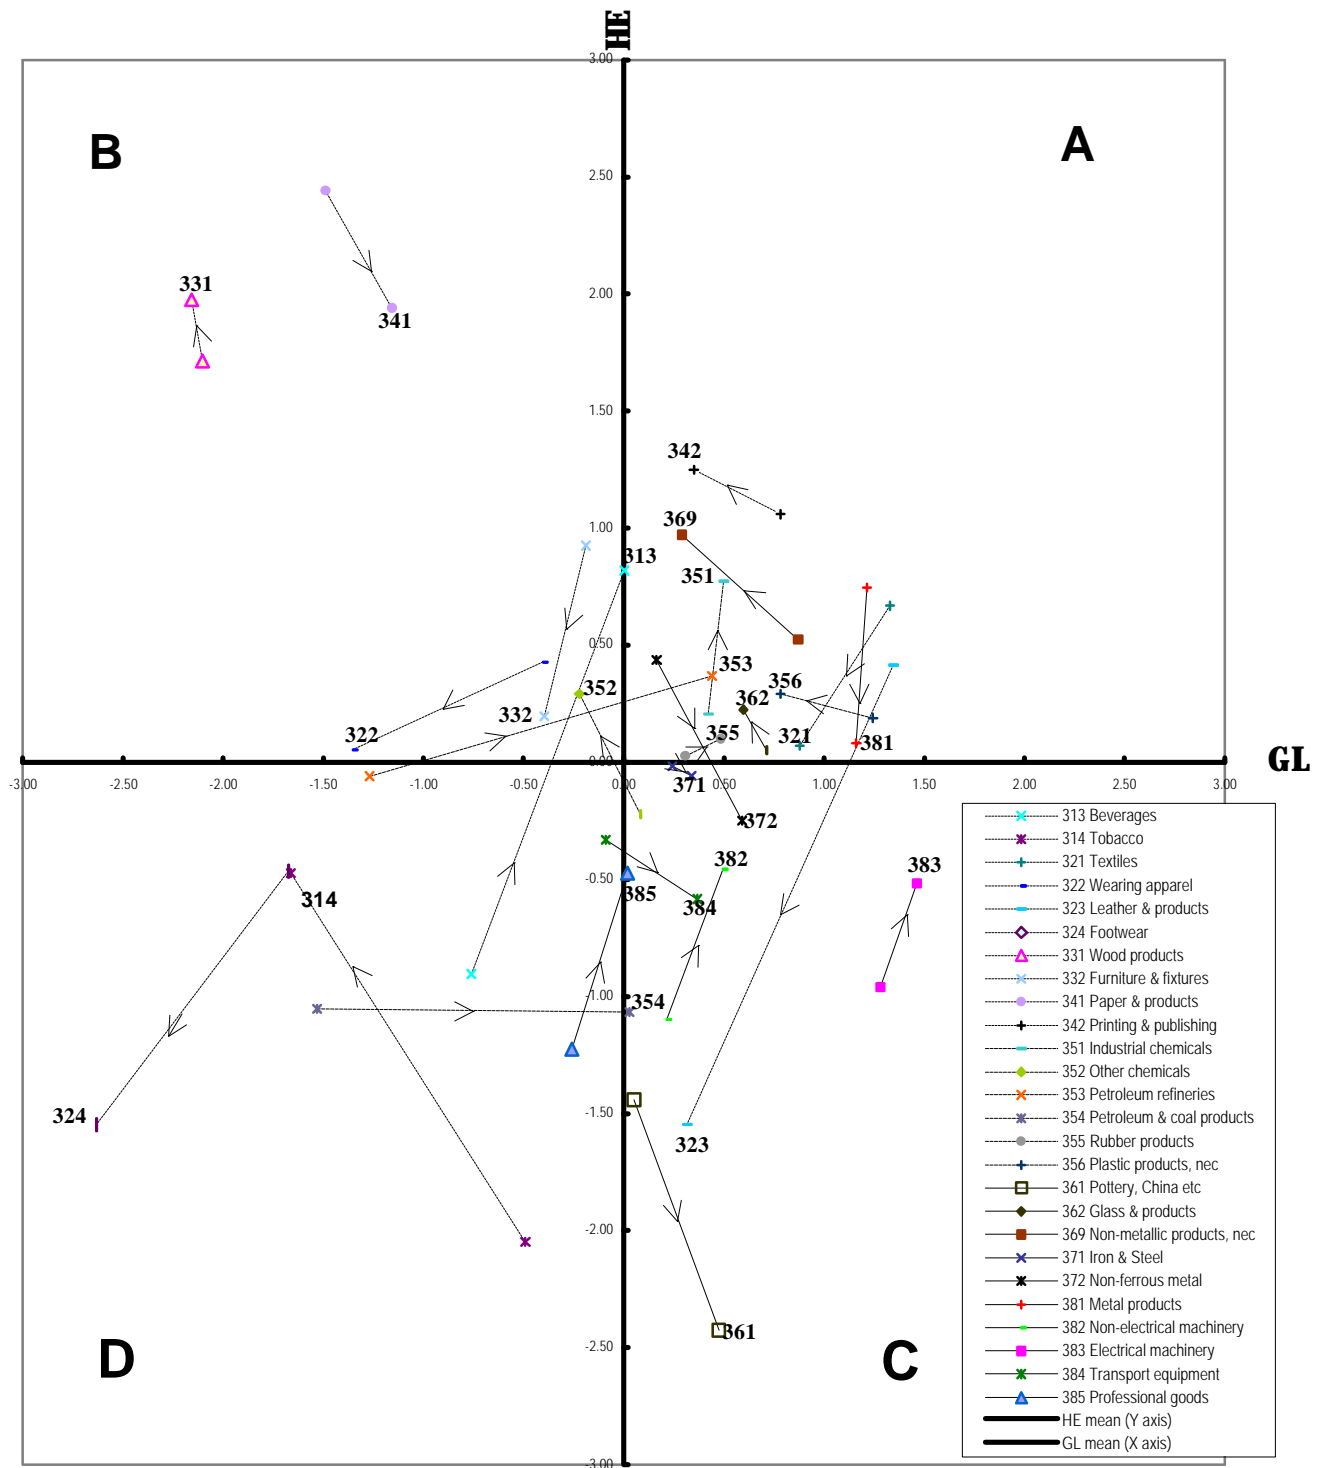 HE
3.00
B
A
2.50
331
2.00
341
1.50
342
369
1.00
313
351
0.50
353
352
356
332
362
322
355
321
381
0.00
GL
-3.00 -2.50 -2.00 -1.50 -1.00 -0.50 0.00 0.50 1.00 1.50 2.00 2.50 3.00
371
372
382
383
-0.50
385
314
384
-1.00
354
324
-1.50
323
-2.00
361
-2.50
D
C
-3.00
313 Beverages
314 Tobacco
321 Textiles
322 Wearing apparel
323 Leather & products
324 Footwear
331 Wood products
332 Furniture & fixtures
341 Paper & products
342 Printing & publishing
351 Industrial chemicals
352 Other chemicals
353 Petroleum refineries
354 Petroleum & coal products
355 Rubber products
356 Plastic products, nec
361 Pottery, China etc
362 Glass & products
369 Non-metallic products, nec
371 Iron & Steel
372 Non-ferrous metal
381 Metal products
382 Non-electrical machinery
383 Electrical machinery
384 Transport equipment
385 Professional goods
HE mean (Y axis)
GL mean (X axis)